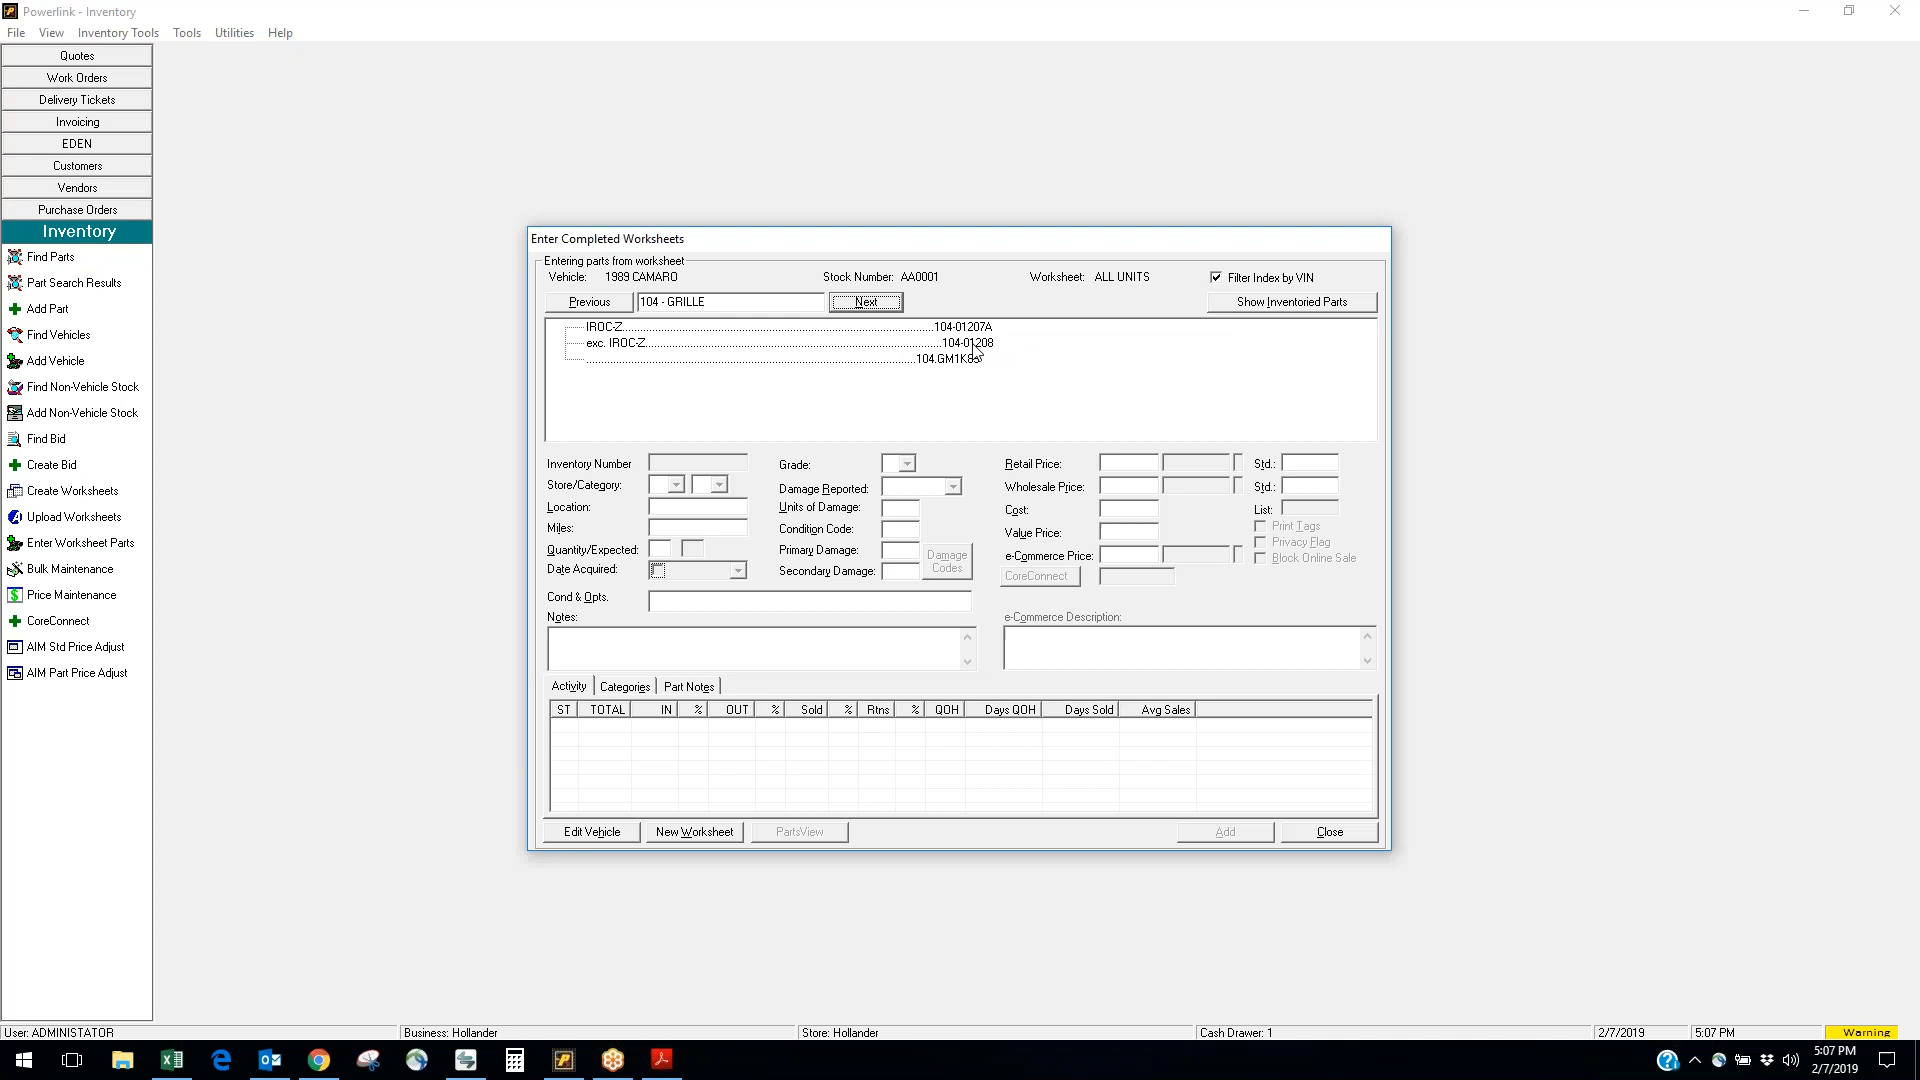 Powerlink - Inventory
File View Inventory Tools Tools Utilities Help
Quotes
Work Orders
Delivery Tickets
Invoicing
EDEN
Customers
Vendors
Purchase Orders
Inventory
Find Parts
Part Search Results
Add Part
Find Vehicles
Add Vehicle
Find Non-Vehicle Stock
Add Non-Vehicle Stock
Find Bid
Create Bid
Create Worksheets
Upload Worksheets
Enter Worksheet Parts
Bulk Maintenance
Price Maintenance
CoreConnect
AIM Std Price Adjust
AIM Part Price Adjust
Enter Completed Worksheets
Entering parts from worksheet
Vehicle: 1989 CAMARO Stock Number: AA0001 Worksheet: ALL UNITS Filter Index by VIN
Previous 104 - GRILLE Next Show Inventoried Parts
IROC-Z 104-01207A
exc. IROC-Z 104-01208
Inventory Number Grade: Retail Price: Std.:
Store/Category: Damage Reported: Wholesale Price: Std.:
Location: Units of Damage: Cost: List:
Miles: Condition Code: Value Price: Print Tags
Privacy Flag
Quantity/Expected: Primary Damage: Damage Codes e-Commerce Price: Block Online Sale
Date Acquired: Secondary Damage: CoreConnect
Cond & Opts.
Notes: e-Commerce Description:
Activity Categories Part Notes
ST TOTAL IN % OUT % Sold % Rtns % QOH Days QOH Days Sold Avg Sales
Edit Vehicle New Worksheet PartsView Add Close
User: ADMINISTATOR Business: Hollander Store: Hollander Cash Drawer: 1 2/7/2019 5:07 PM Warning
5:07 PM
2/7/2019